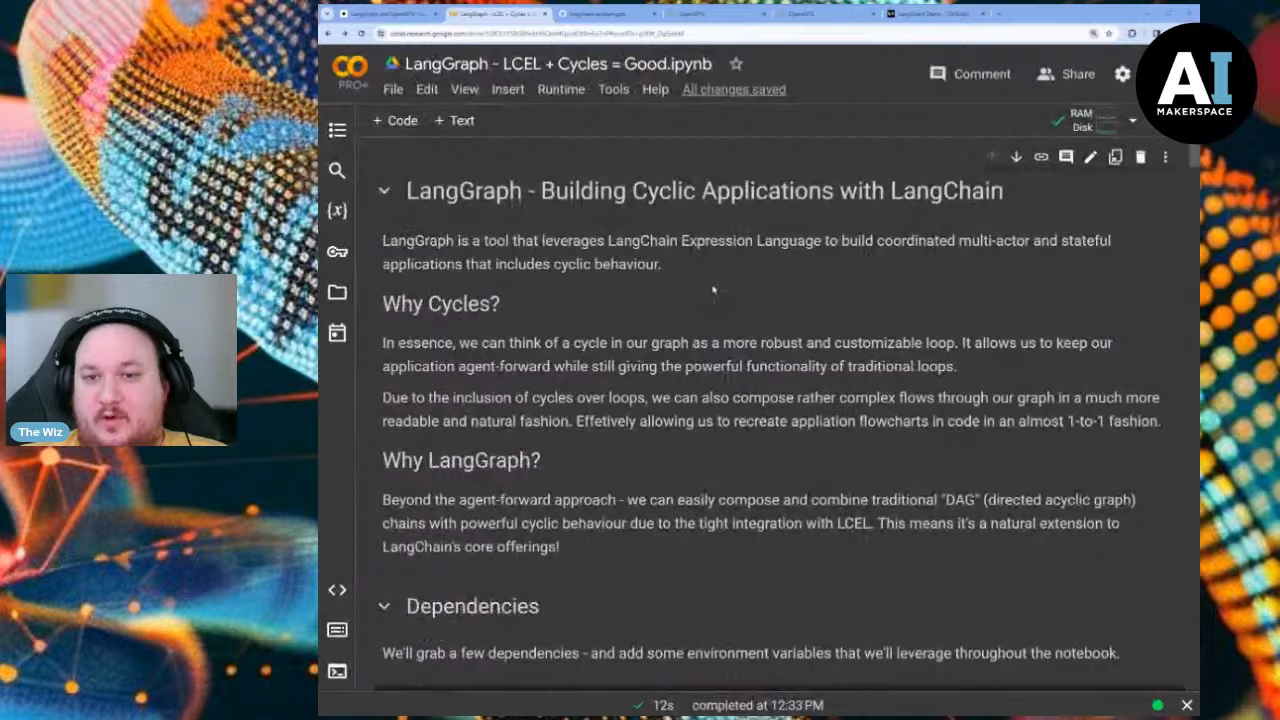 LangGraph - LCEL + Cycles = Good.ipynb
CO
PRO+
File Edit View Insert Runtime Tools Help All changes saved
Comment Share
AI
MAKERSPACE
+ Code + Text
RAM
Disk
LangGraph - Building Cyclic Applications with LangChain
LangGraph is a tool that leverages LangChain Expression Language to build coordinated multi-actor and stateful
applications that includes cyclic behaviour.
Why Cycles?
In essence, we can think of a cycle in our graph as a more robust and customizable loop. It allows us to keep our
application agent-forward while still giving the powerful functionality of traditional loops.
Due to the inclusion of cycles over loops, we can also compose rather complex flows through our graph in a much more
readable and natural fashion. Effetively allowing us to recreate appliation flowcharts in code in an almost 1-to-1 fashion.
The Wiz
Why LangGraph?
Beyond the agent-forward approach - we can easily compose and combine traditional "DAG" (directed acyclic graph)
chains with powerful cyclic behaviour due to the tight integration with LCEL. This means it's a natural extension to
LangChain's core offerings!
Dependencies
We'll grab a few dependencies - and add some environment variables that we'll leverage throughout the notebook.
12s completed at 12:33 PM